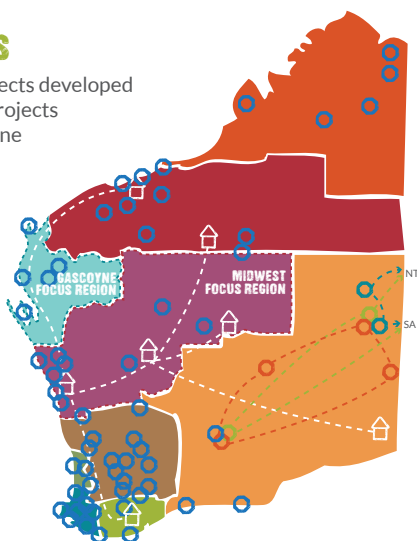 s
ects developed
rojects
ne
GASCOYNE
FOCUS REGION
MIDWEST
FOCUS REGION
NT
SA